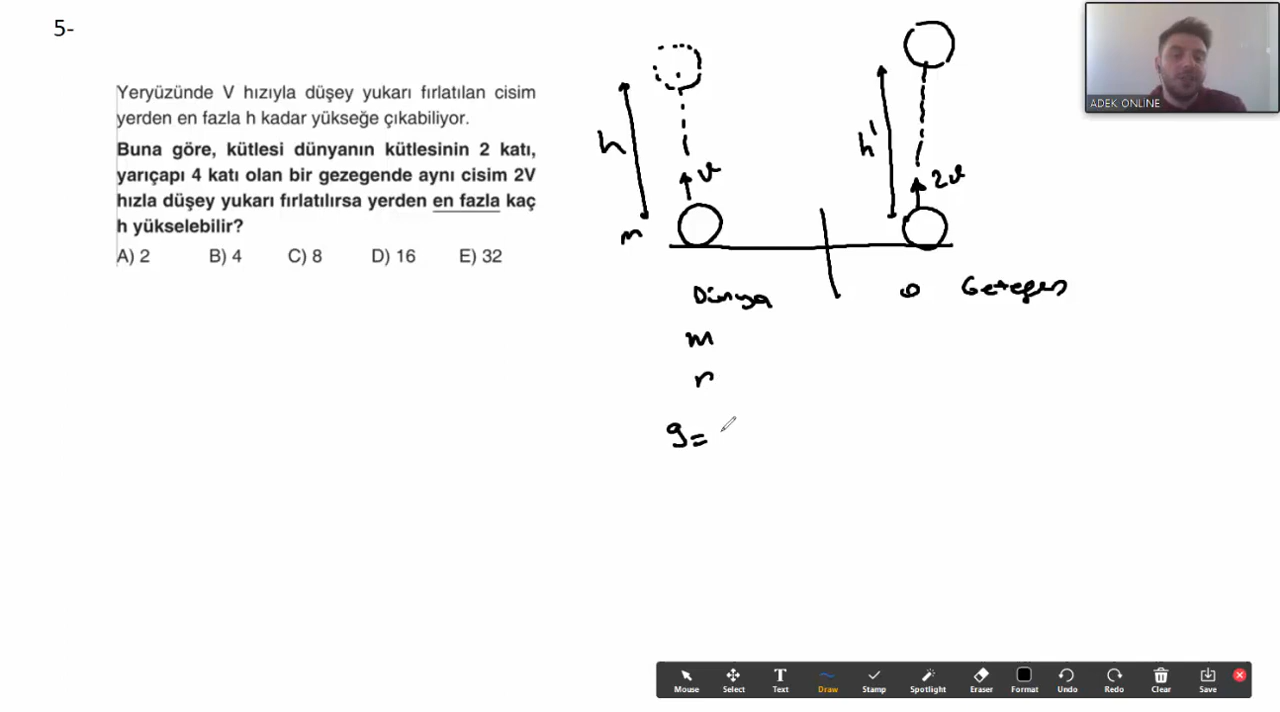 5-
Yeryüzünde V hızıyla düşey yukarı fırlatılan cisim
yerden en fazla h kadar yükseğe çıkabiliyor.
Buna göre, kütlesi dünyanın kütlesinin 2 katı,
yarıçapı 4 katı olan bir gezegende aynı cisim 2V
hızla düşey yukarı fırlatılırsa yerden en fazla kaç
h yükselebilir?
A) 2 B) 4 C) 8 D) 16 E) 32
h
v
m
h'
2v
Dünya
Gezegen
m
r
g=
ADEK ONLINE
Mouse Select Text Draw Stamp Spotlight Eraser Format Undo Redo Clear Save